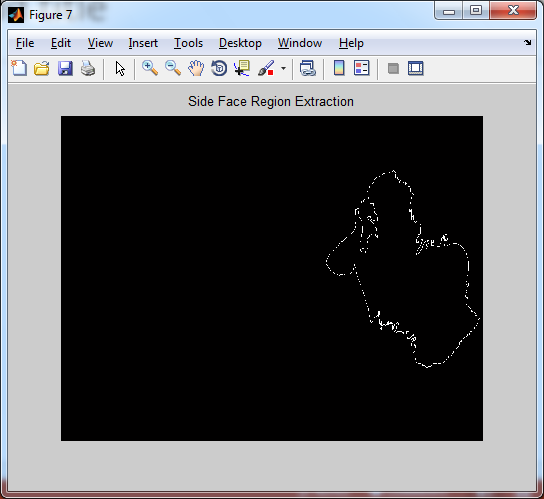 Figure 7
File Edit View Insert Tools Desktop Window Help
Side Face Region Extraction